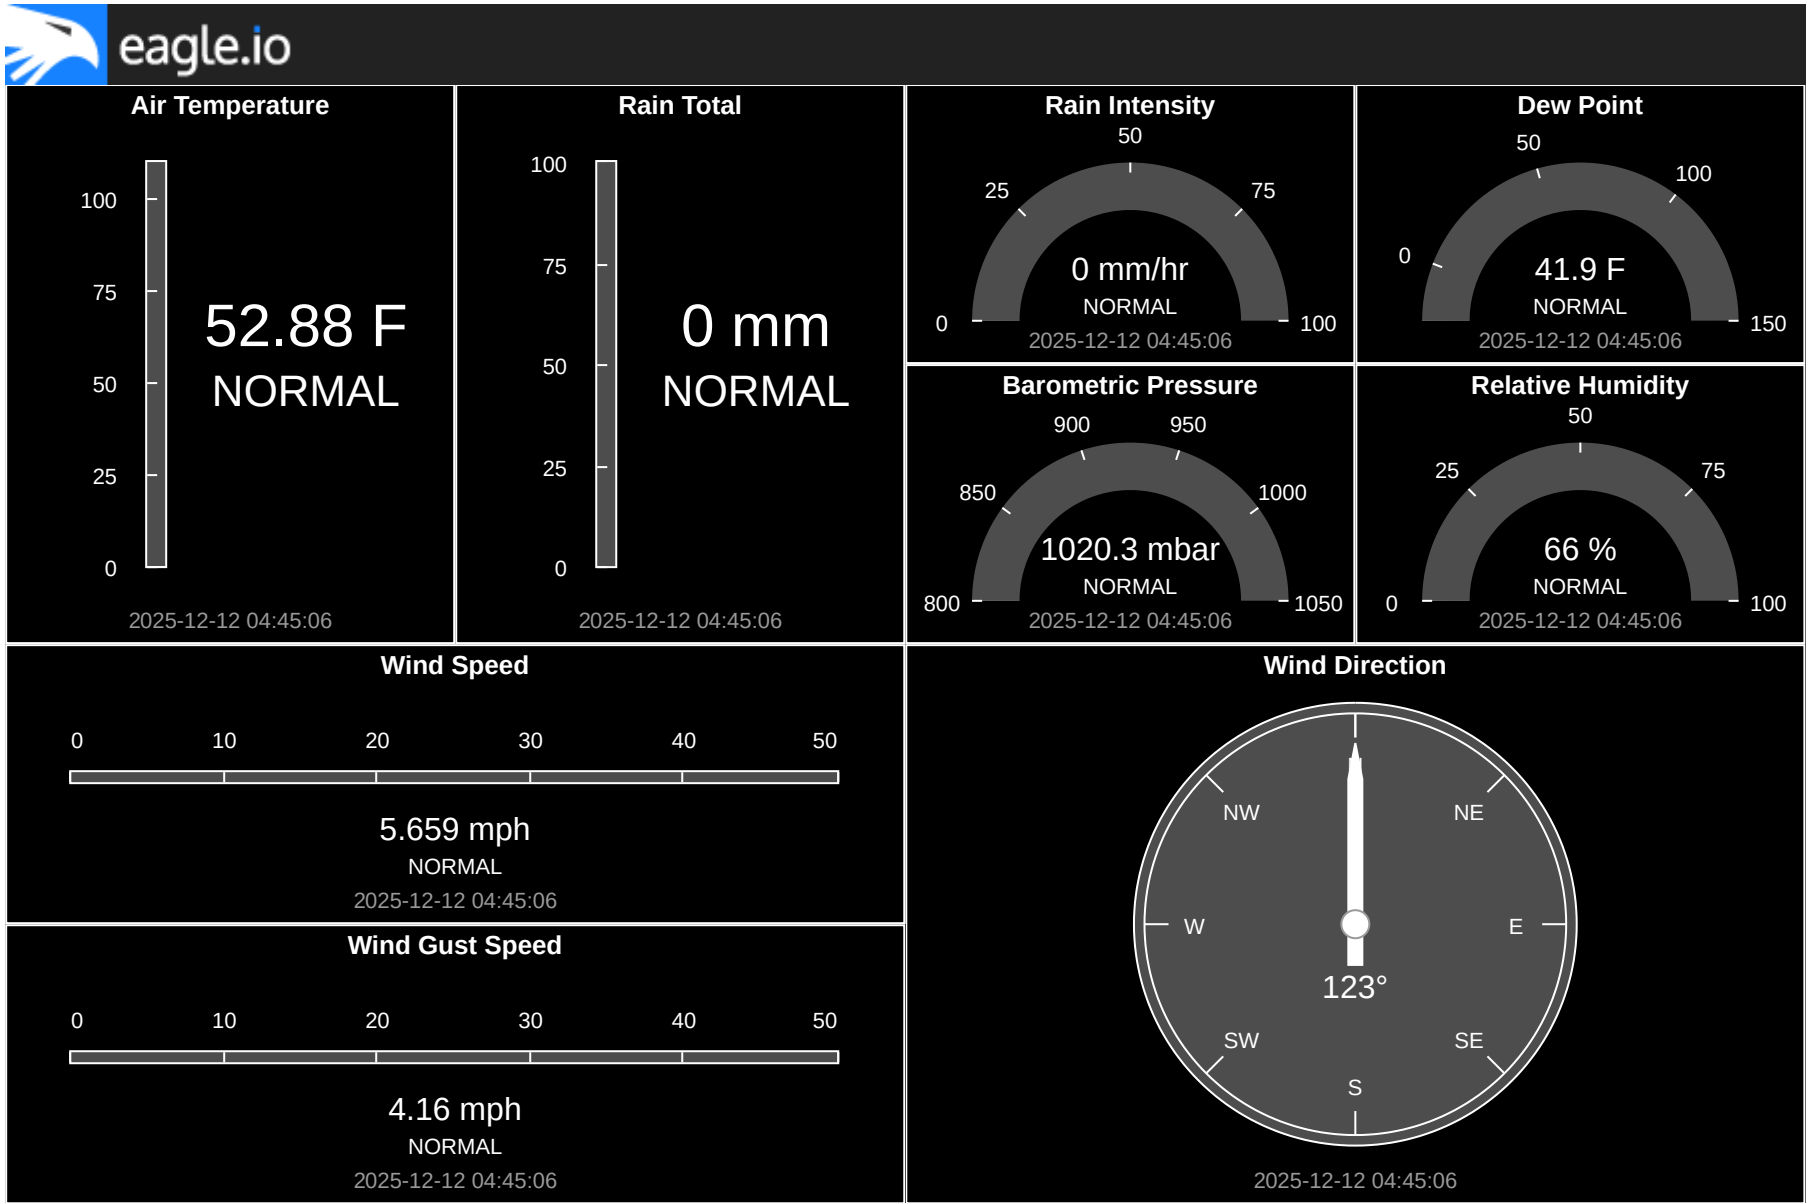 eagle.io
Air Temperature
100
75
50
25
0
52.88 F
NORMAL
2025-12-12 04:45:06
Rain Total
100
75
50
25
0
0 mm
NORMAL
2025-12-12 04:45:06
Rain Intensity
0
25
50
75
100
0 mm/hr
NORMAL
2025-12-12 04:45:06
Dew Point
0
50
100
150
41.9 F
NORMAL
2025-12-12 04:45:06
Barometric Pressure
800
850
900
950
1000
1050
1020.3 mbar
NORMAL
2025-12-12 04:45:06
Relative Humidity
0
25
50
75
100
66 %
NORMAL
2025-12-12 04:45:06
Wind Speed
0 10 20 30 40 50
5.659 mph
NORMAL
2025-12-12 04:45:06
Wind Gust Speed
0 10 20 30 40 50
4.16 mph
NORMAL
2025-12-12 04:45:06
Wind Direction
NW NE
W E
123°
SW SE
S
2025-12-12 04:45:06